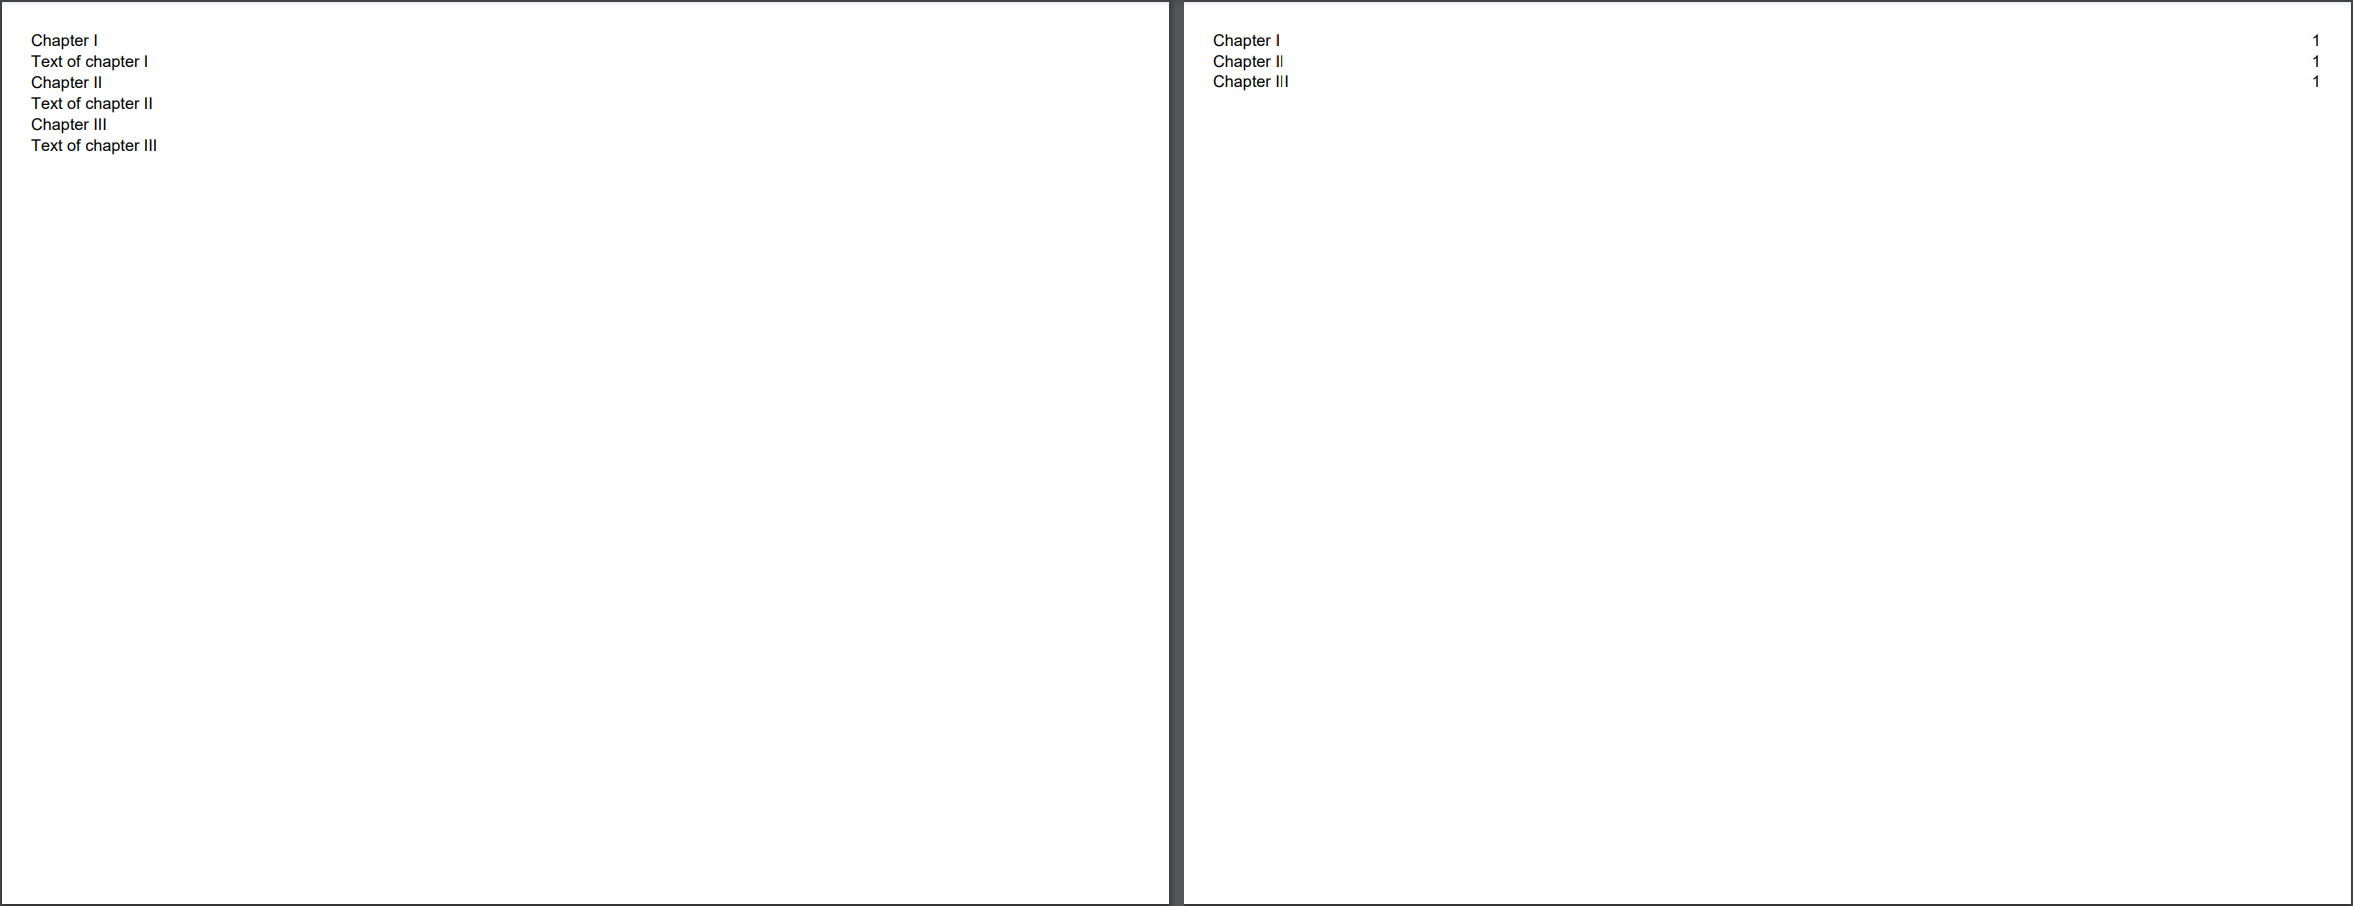 Chapter I
Text of chapter I
Chapter II
Text of chapter II
Chapter III
Text of chapter III
Chapter I 1
Chapter II 1
Chapter III 1